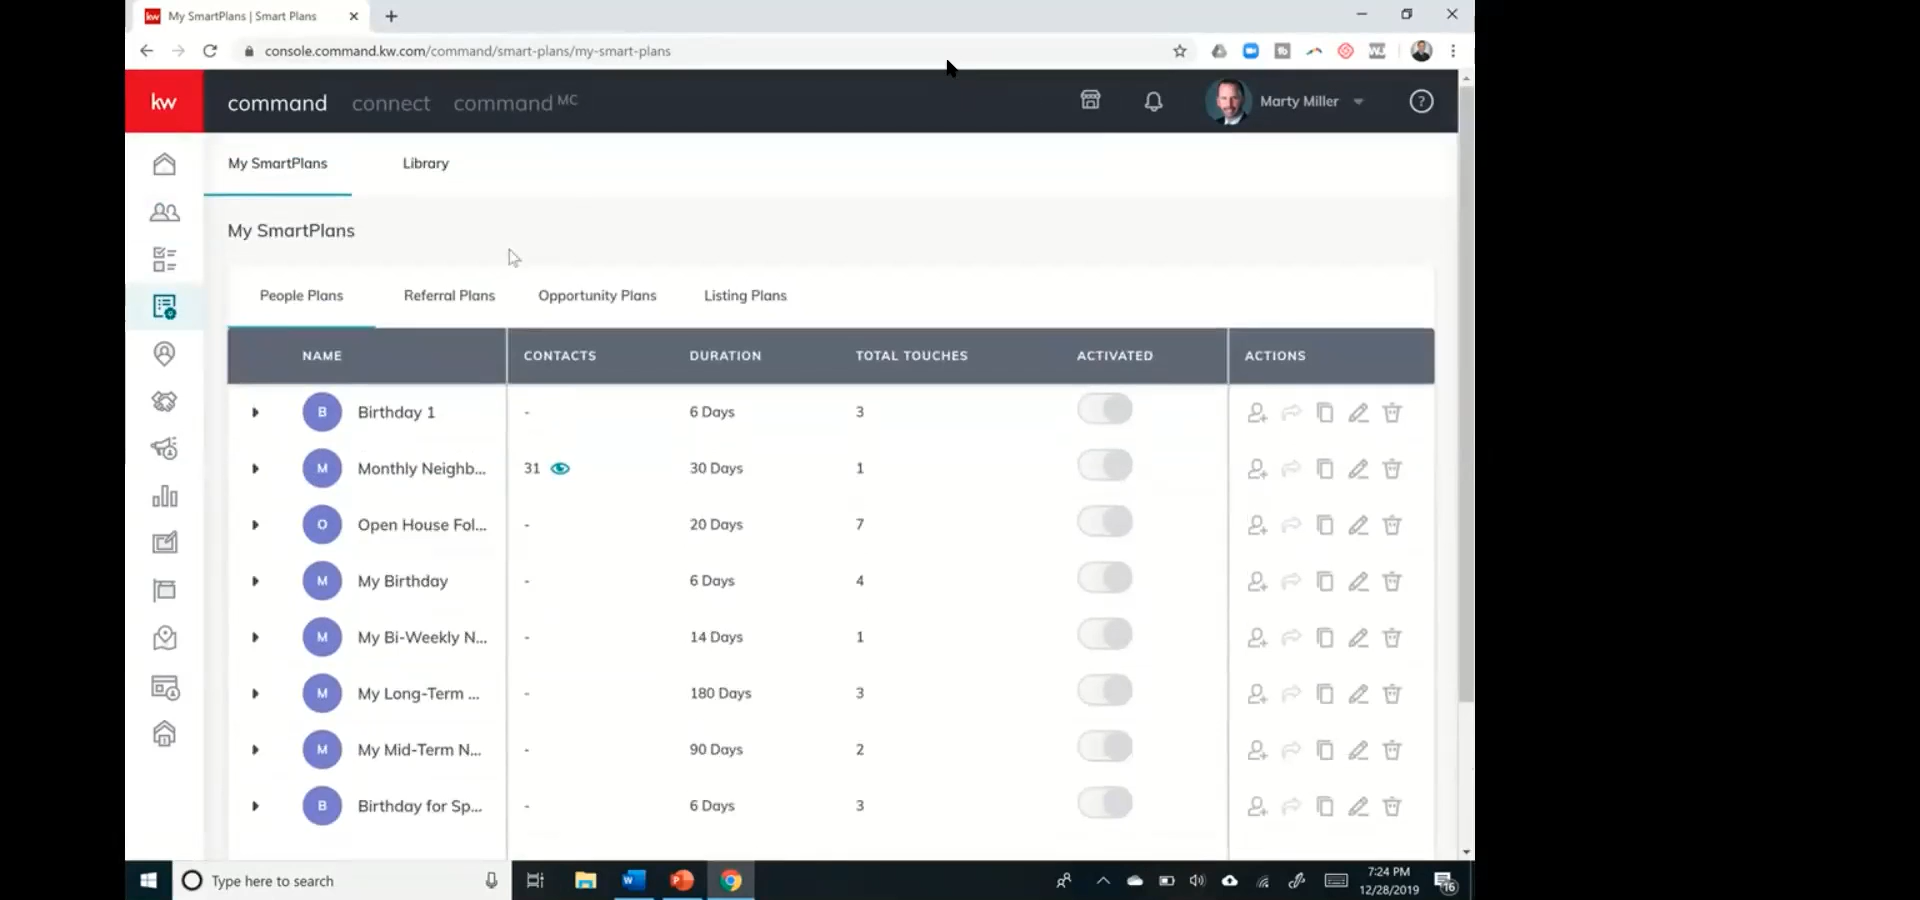 kw My SmartPlans | Smart Plans
console.command.kw.com/command/smart-plans/my-smart-plans
kw command connect command MC Marty Miller ?
My SmartPlans Library
My SmartPlans
People Plans Referral Plans Opportunity Plans Listing Plans
NAME CONTACTS DURATION TOTAL TOUCHES ACTIVATED ACTIONS
B Birthday 1 - 6 Days 3
M Monthly Neighb... 31 30 Days 1
O Open House Fol... - 20 Days 7
M My Birthday - 6 Days 4
M My Bi-Weekly N... - 14 Days 1
M My Long-Term ... - 180 Days 3
M My Mid-Term N... - 90 Days 2
B Birthday for Sp... - 6 Days 3
Type here to search
7:24 PM
12/28/2019
16